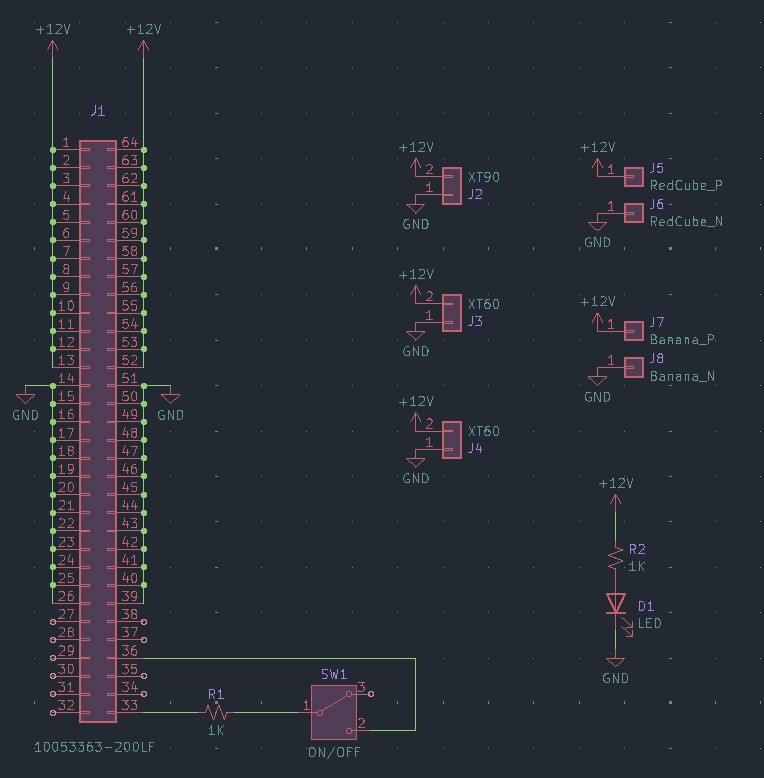 +12V +12V
J1
1 64
2 63
3 62
4 61
5 60
6 59
7 58
8 57
9 56
10 55
11 54
12 53
13 52
14 51
GND GND
15 50
16 49
17 48
18 47
19 46
20 45
21 44
22 43
23 42
24 41
25 40
26 39
27 38
28 37
29 36
30 35
31 34
32 33
10053363-200LF
R1
1K
SW1
1
3
2
ON/OFF
+12V
2 XT90
1 J2
GND
+12V
2 XT60
1 J3
GND
+12V
2 XT60
1 J4
GND
+12V
1 J5
RedCube_P
1 J6
RedCube_N
GND
+12V
1 J7
Banana_P
1 J8
Banana_N
GND
+12V
R2
1K
D1
LED
GND